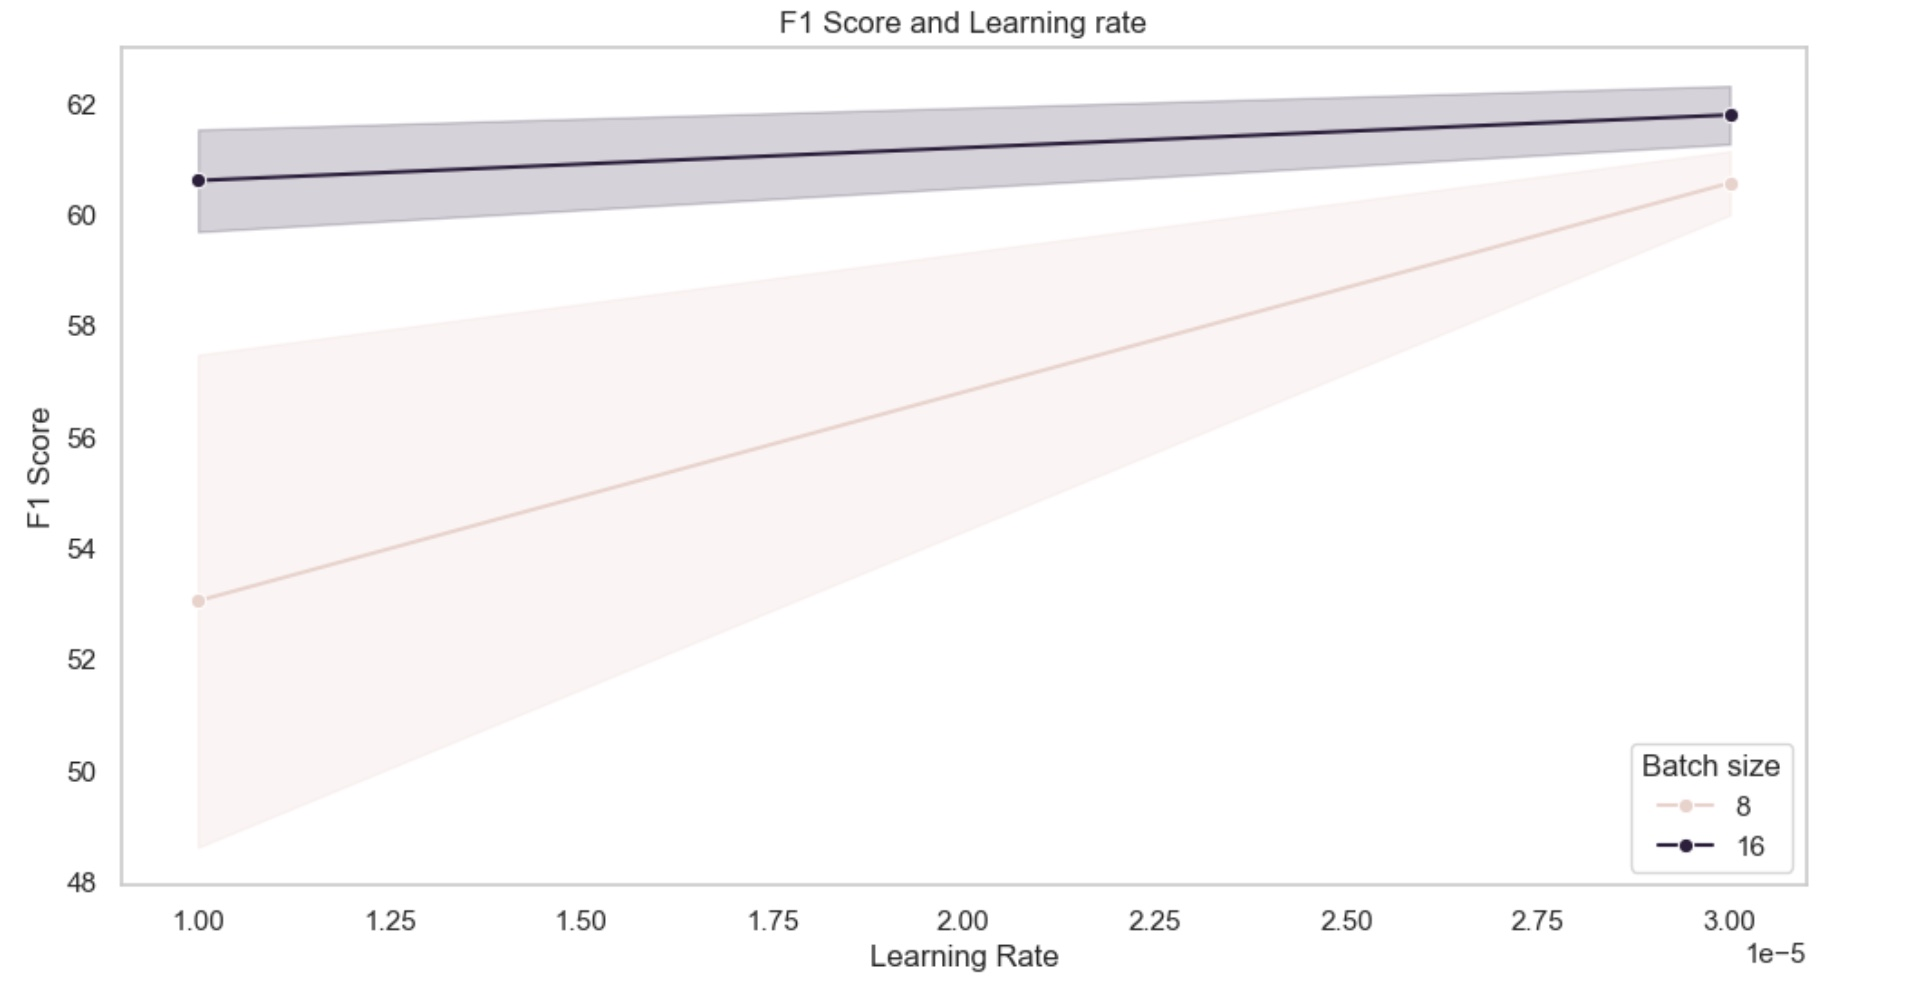 F1 Score and Learning rate
62
60
58
56
54
52
50
48
F1 Score
1.00 1.25 1.50 1.75 2.00 2.25 2.50 2.75 3.00
1e−5
Learning Rate
Batch size
8
16